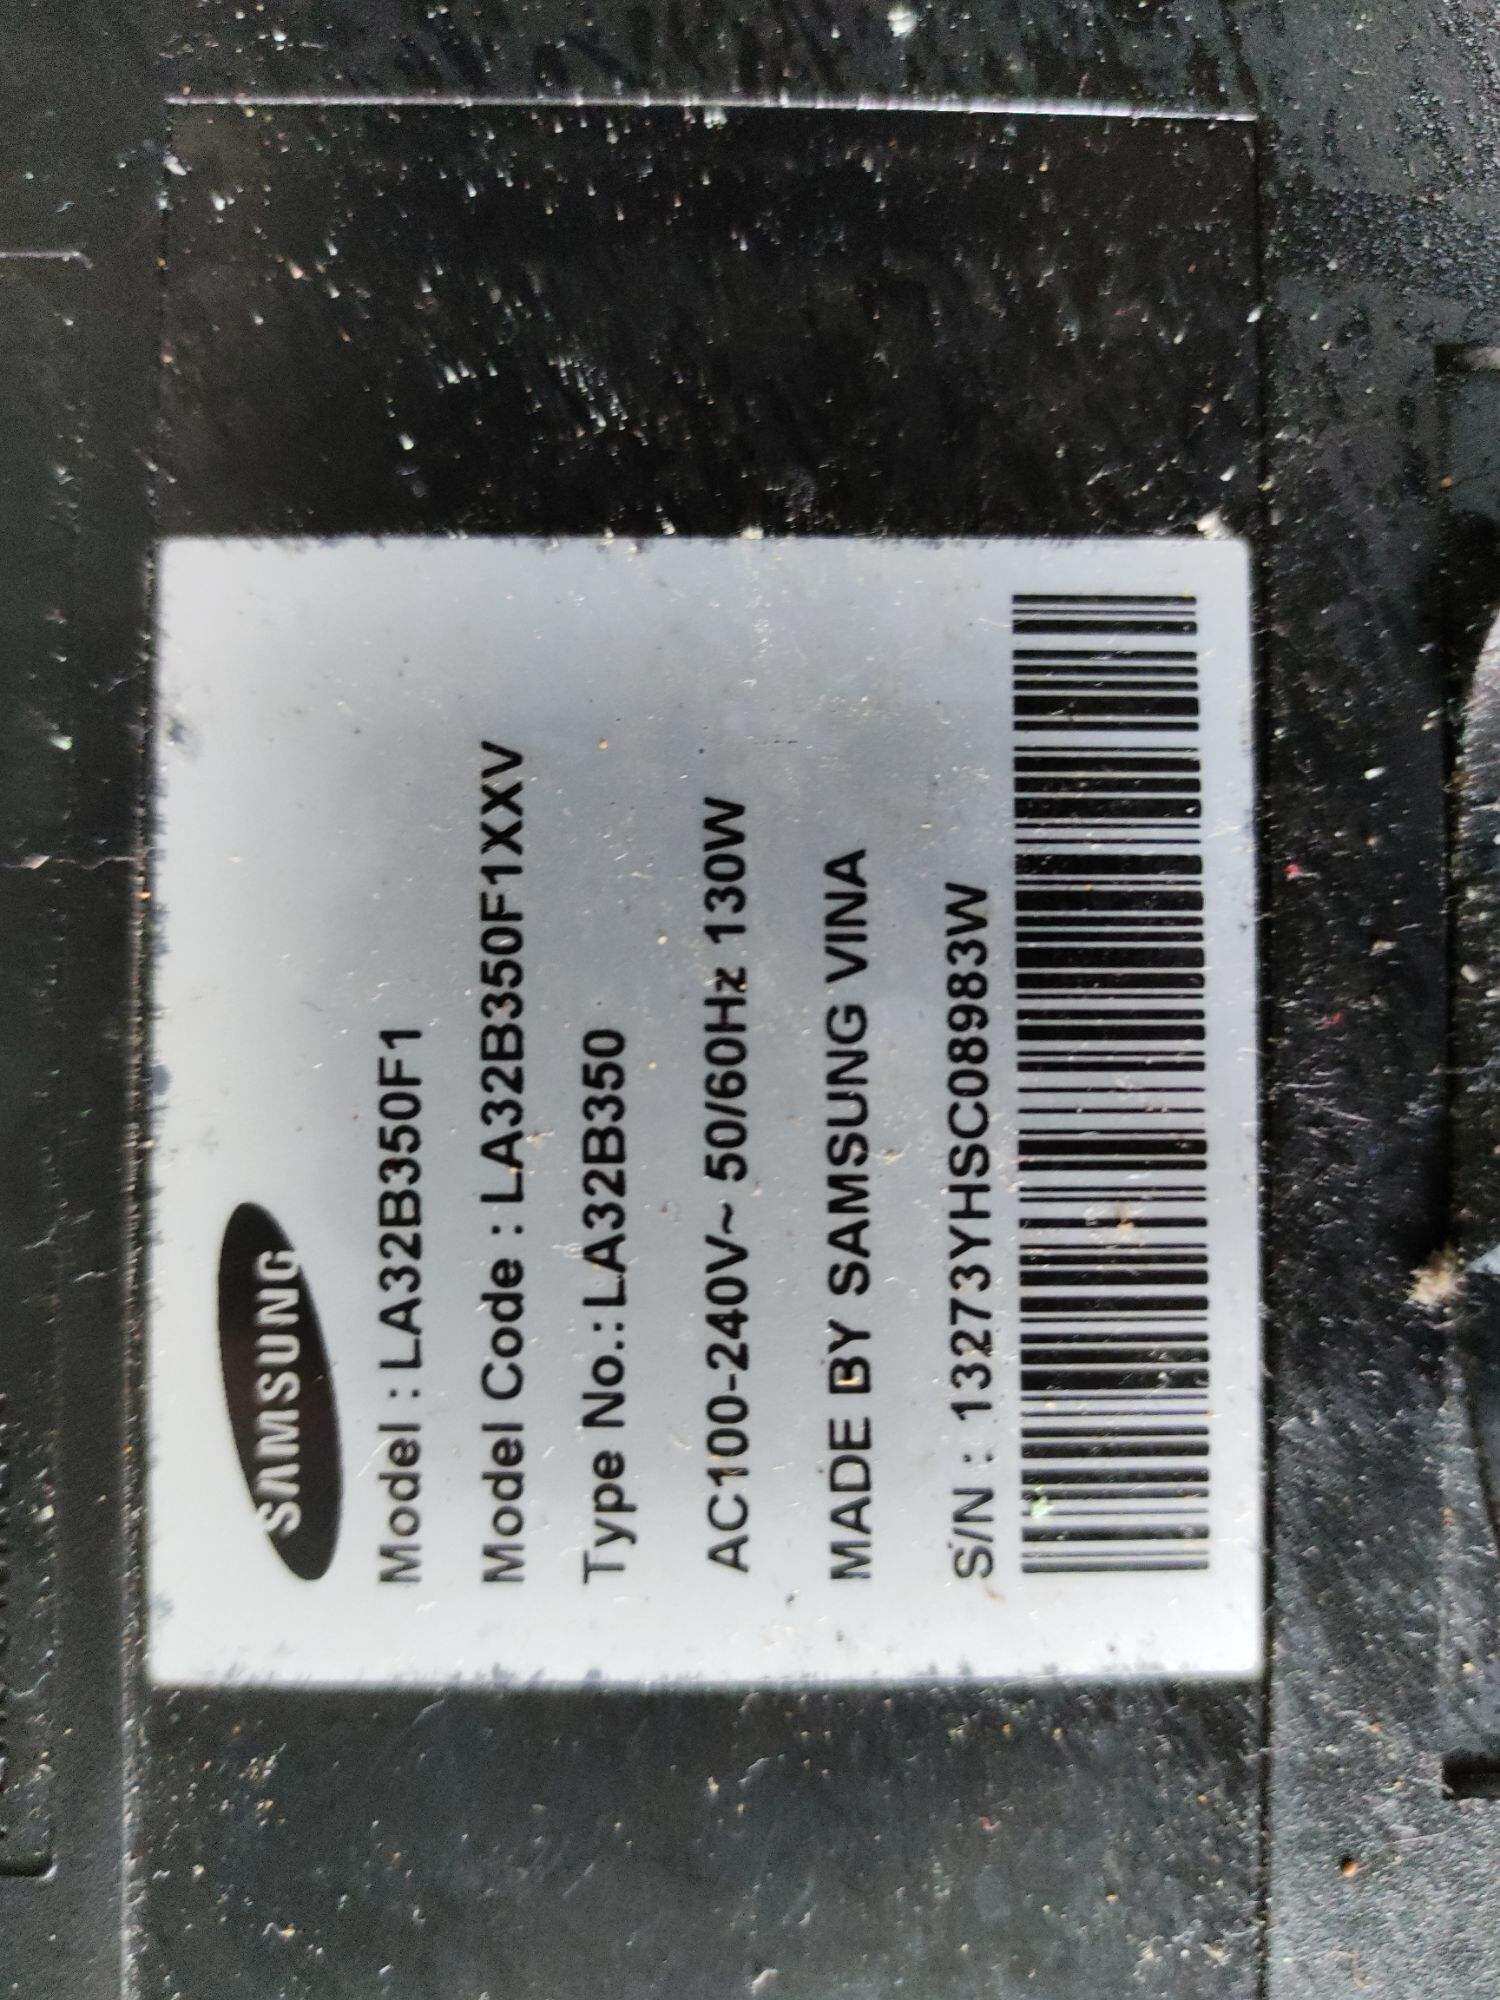 SAMSUNG
Model : LA32B350F1
Model Code : LA32B350F1XXV
Type No.: LA32B350
AC100-240V~ 50/60Hz 130W
MADE BY SAMSUNG VINA
S/N : 13273YHSC08983W